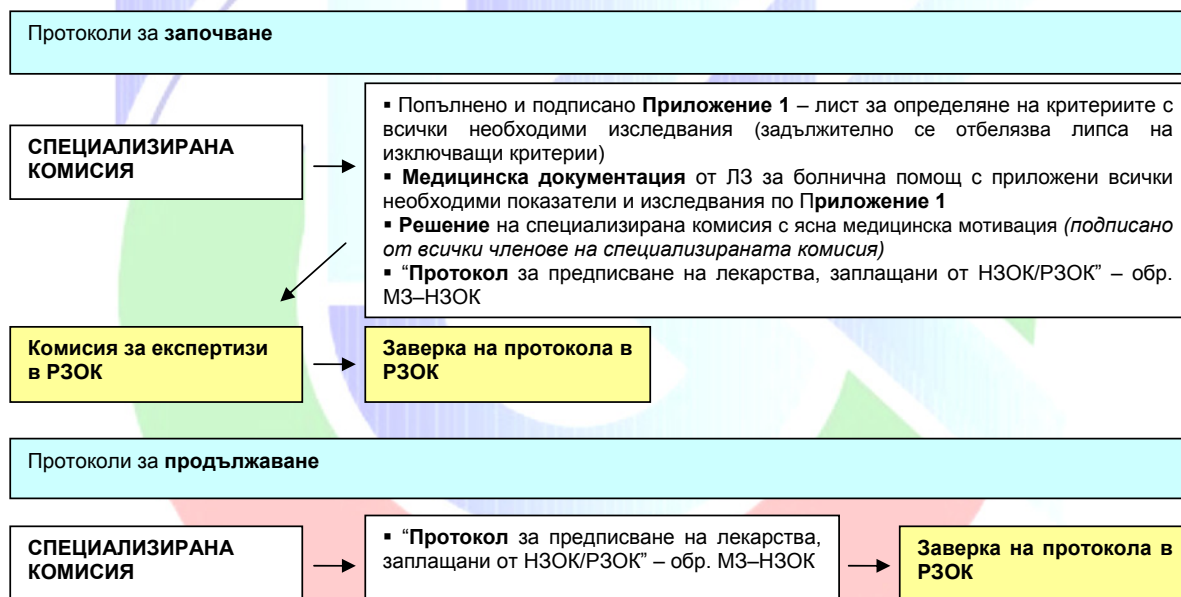 Протоколи за започване
СПЕЦИАЛИЗИРАНА
КОМИСИЯ
▪ Попълнено и подписано Приложение 1 – лист за определяне на критериите с
всички необходими изследвания (задължително се отбелязва липса на
изключващи критерии)
▪ Медицинска документация от ЛЗ за болнична помощ с приложени всички
необходими показатели и изследвания по Приложение 1
▪ Решение на специализирана комисия с ясна медицинска мотивация (подписано
от всички членове на специализираната комисия)
▪ “Протокол за предписване на лекарства, заплащани от НЗОК/РЗОК” – обр.
МЗ–НЗОК
Комисия за експертизи
в РЗОК
Заверка на протокола в
РЗОК
Протоколи за продължаване
СПЕЦИАЛИЗИРАНА
КОМИСИЯ
▪ “Протокол за предписване на лекарства,
заплащани от НЗОК/РЗОК” – обр. МЗ–НЗОК
Заверка на протокола в
РЗОК